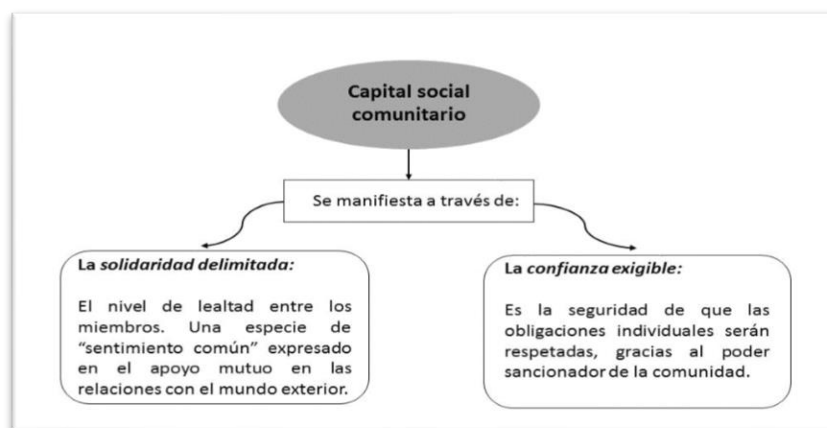 Capital social
comunitario
Se manifiesta a través de:
La solidaridad delimitada:
El nivel de lealtad entre los
miembros. Una especie de
“sentimiento común” expresado
en el apoyo mutuo en las
relaciones con el mundo exterior.
La confianza exigible:
Es la seguridad de que las
obligaciones individuales serán
respetadas, gracias al poder
sancionador de la comunidad.